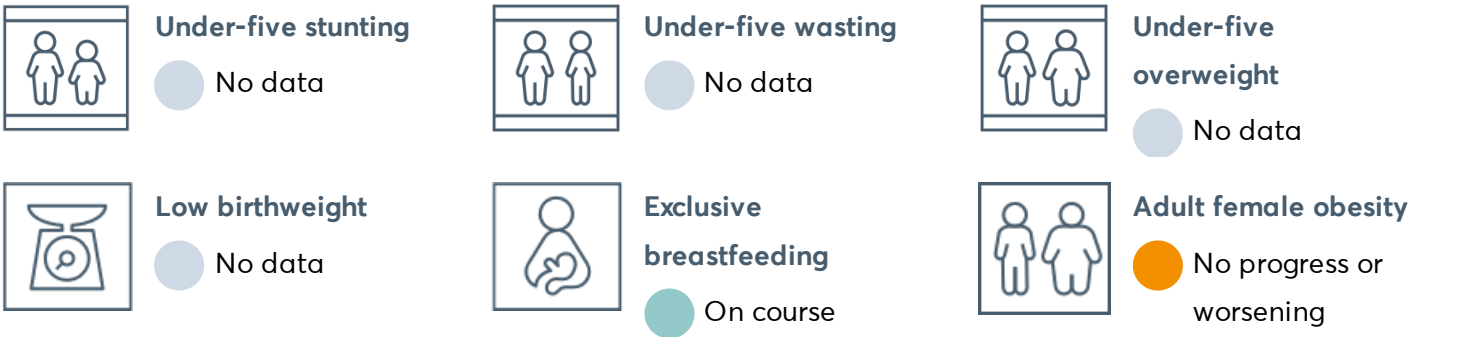 Under-five stunting
No data
Under-five wasting
No data
Under-five
overweight
No data
Low birthweight
No data
Exclusive
breastfeeding
On course
Adult female obesity
No progress or
worsening